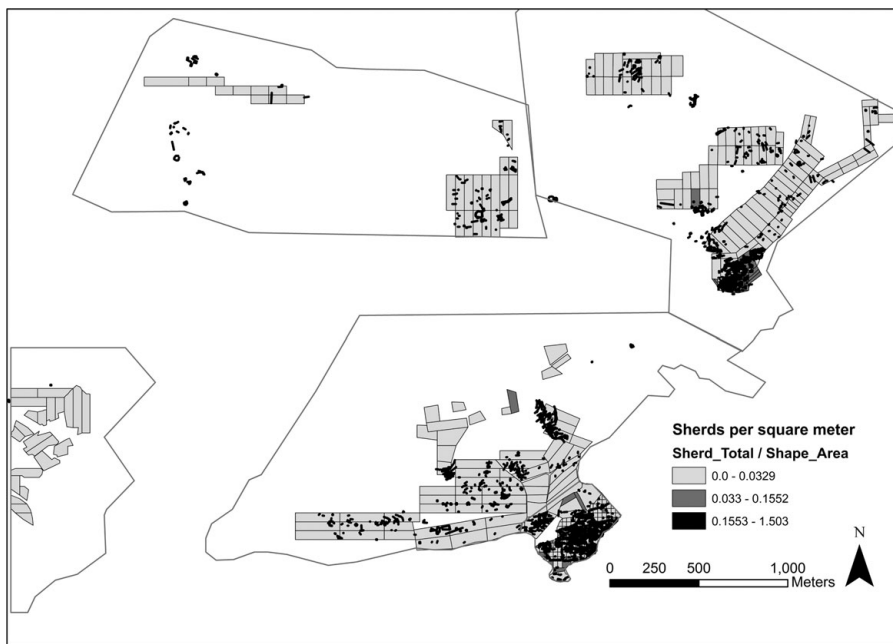 Sherds per square meter
Sherd_Total / Shape_Area
0.0 - 0.0329
0.033 - 0.1552
0.1553 - 1.503
N
0 250 500 1,000
Meters